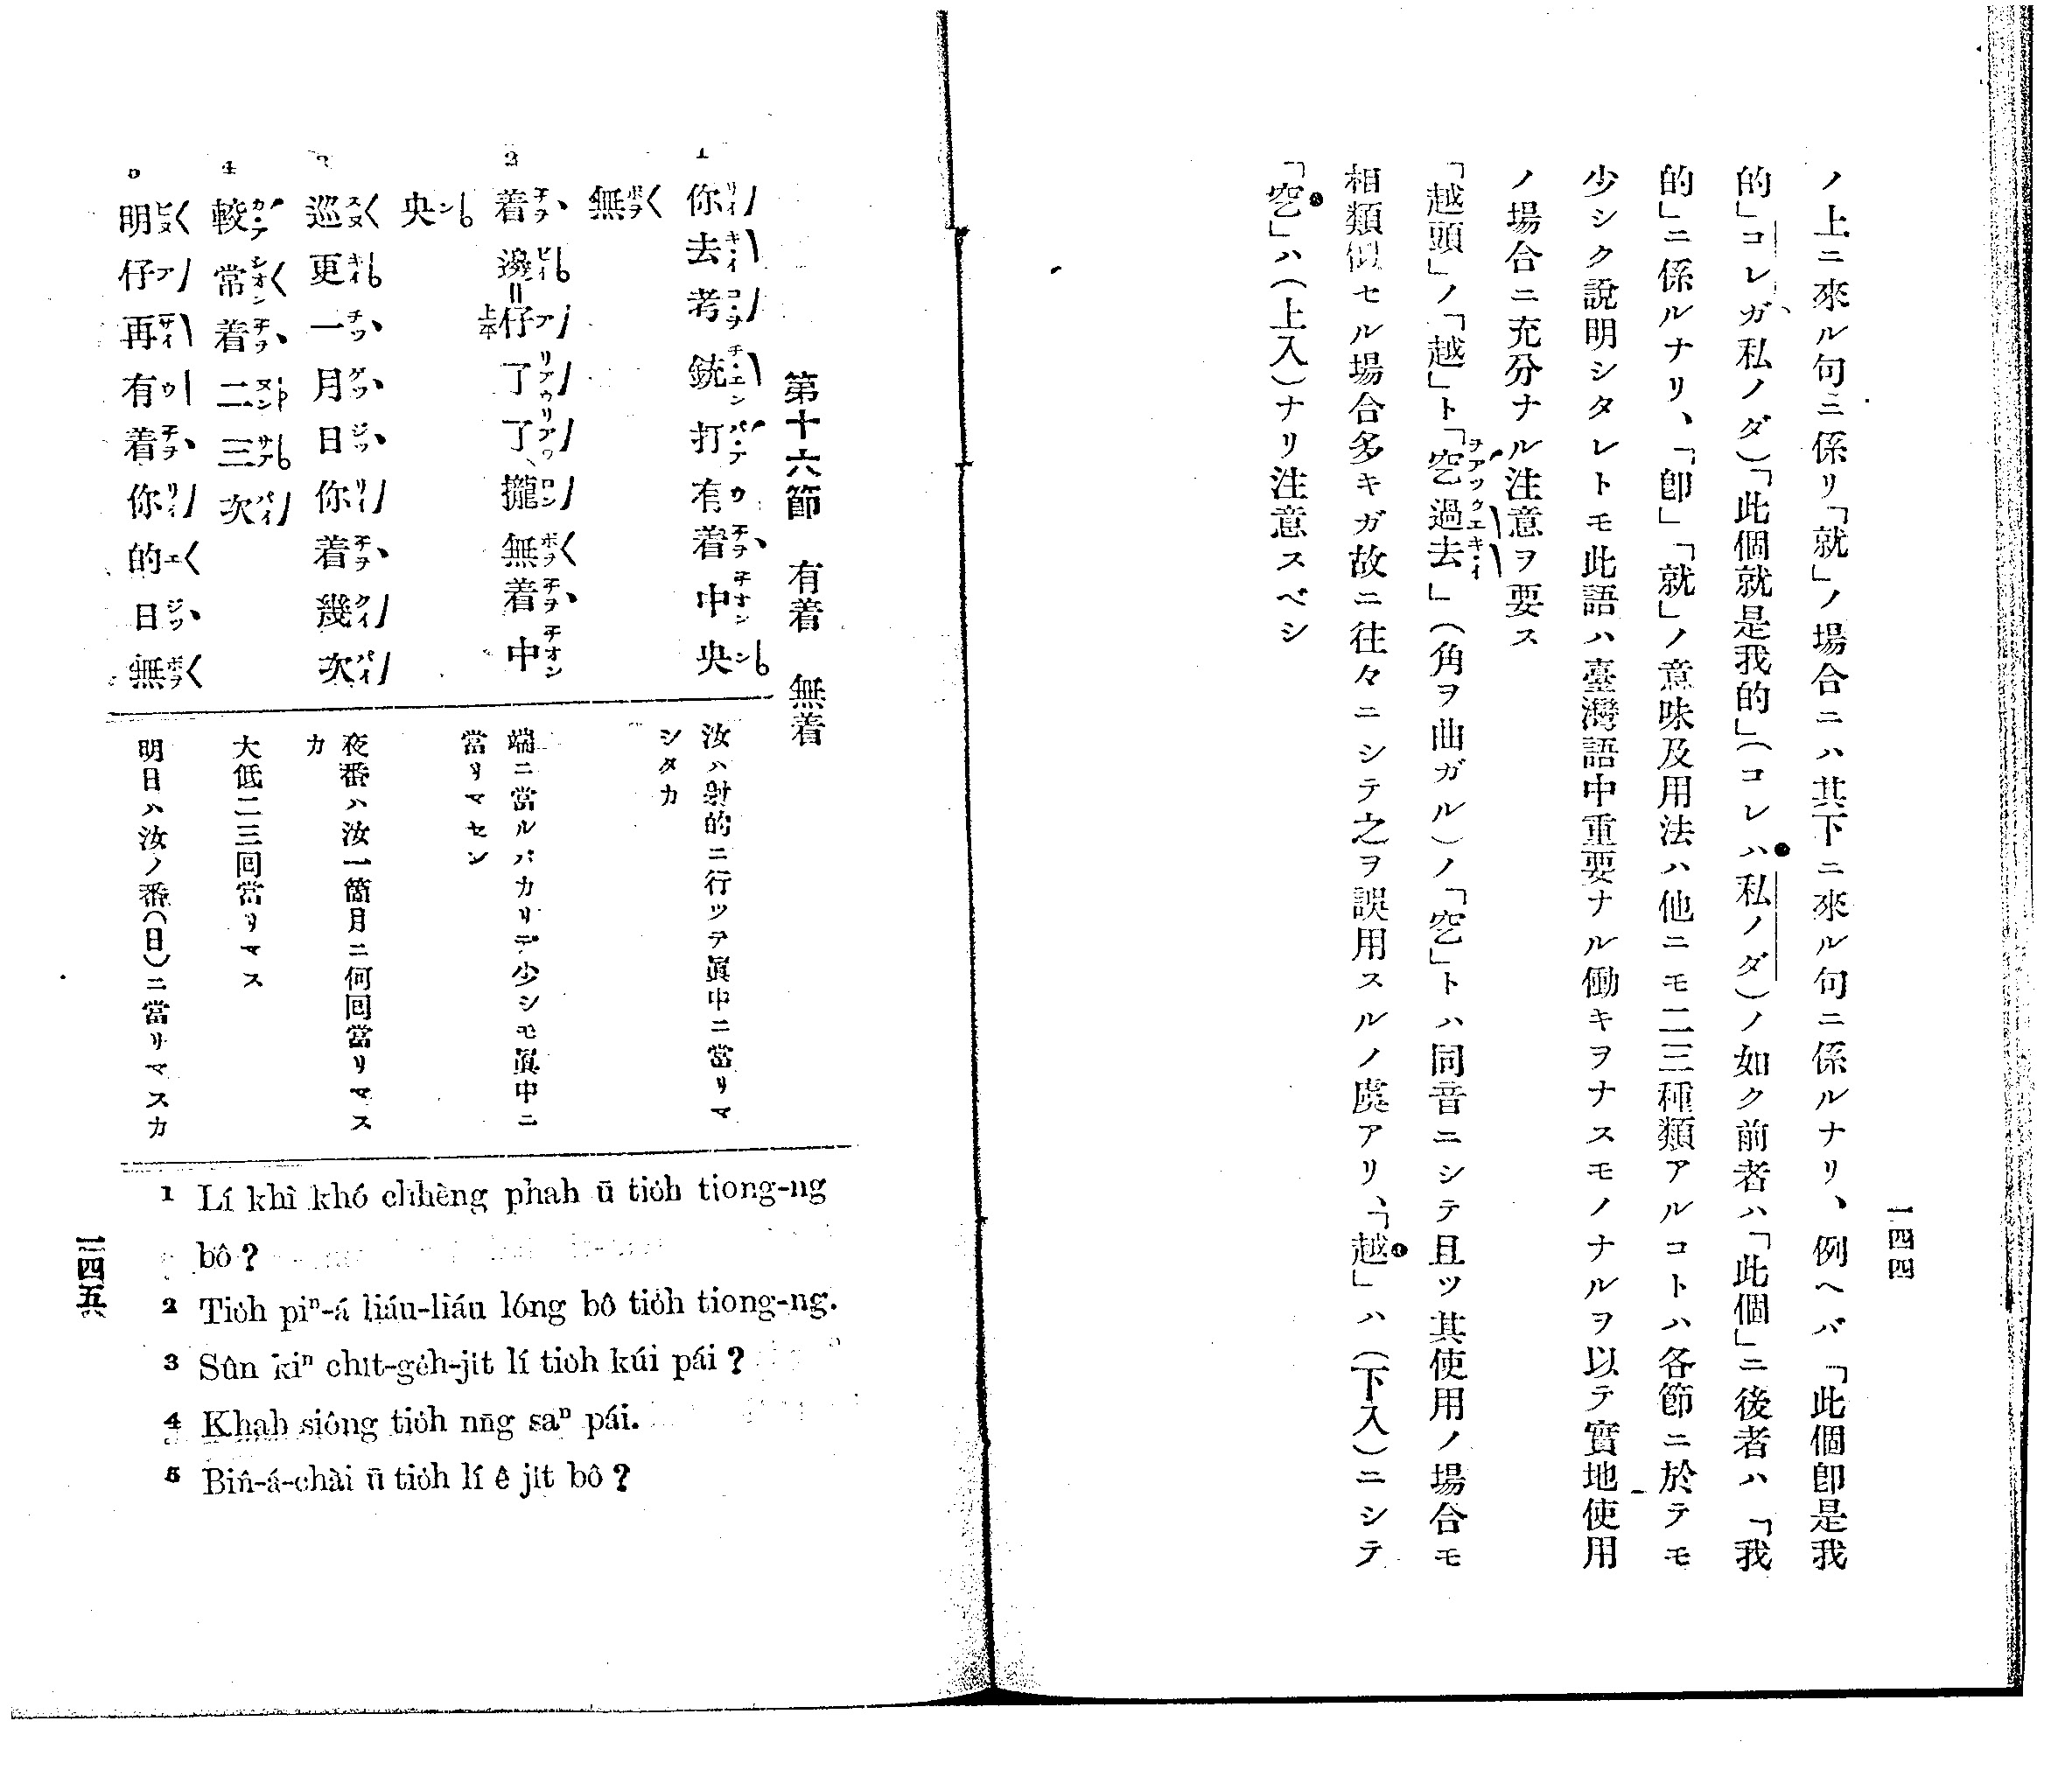 一四四
ノ上ニ來ル句ニ係リ「就」ノ場合ニハ其下ニ來ル句ニ係ルナリ、例ヘバ「此個卽是我
的」コレガ私ノダ)「此個就是我的」(コレハ私ノダ)ノ如ク前者ハ「此個」ニ後者ハ「我
的」ニ係ルナリ、「卽」「就」ノ意味及用法ハ他ニモ二三種類アルコトハ各節ニ於テモ
少シク說明シタレトモ此語ハ臺灣語中重要ナル働キヲナスモノナルヲ以テ實地使用
ノ場合ニ充分ナル注意ヲ要ス
「越頭」ノ「越」ト「空過去」(角ヲ曲ガル)ノ「空」トハ同音ニシテ且ツ其使用ノ場合モ
相類似セル場合多キガ故ニ往々ニシテ之ヲ誤用スルノ虞アリ、「越」ハ(下入)ニシテ
「空」ハ(上入)ナリ注意スベシ
第十六節 有着 無着
1 你去考銃打有着中央
無
2 着邊仔了了攏無着中
央
3 巡更一月日你着幾次
4 較常着二三次
5 明仔再有着你的日無
汝ハ射的ニ行ツテ眞中ニ當リマ
シタカ
端ニ當ルバカリデ少シモ眞中ニ
當リマセン
夜番ハ汝一箇月ニ何囘當リマス
カ
大低二三囘當リマス
明日ハ汝ノ番(日)ニ當リマスカ
1 Lí khì khó chhèng phah ū tio̍h tiong-ng
bô?
2 Tio̍h piⁿ-á liáu-liáu lóng bô tio̍h tiong-ng.
3 Sûn kiⁿ chı̍t-ge̍h-ji̍t lí tio̍h kúi pái?
4 Khah siông tio̍h nn̄g saⁿ pái.
5 Bîn-á-chài ū tio̍h lí ê ji̍t bô?
一四五